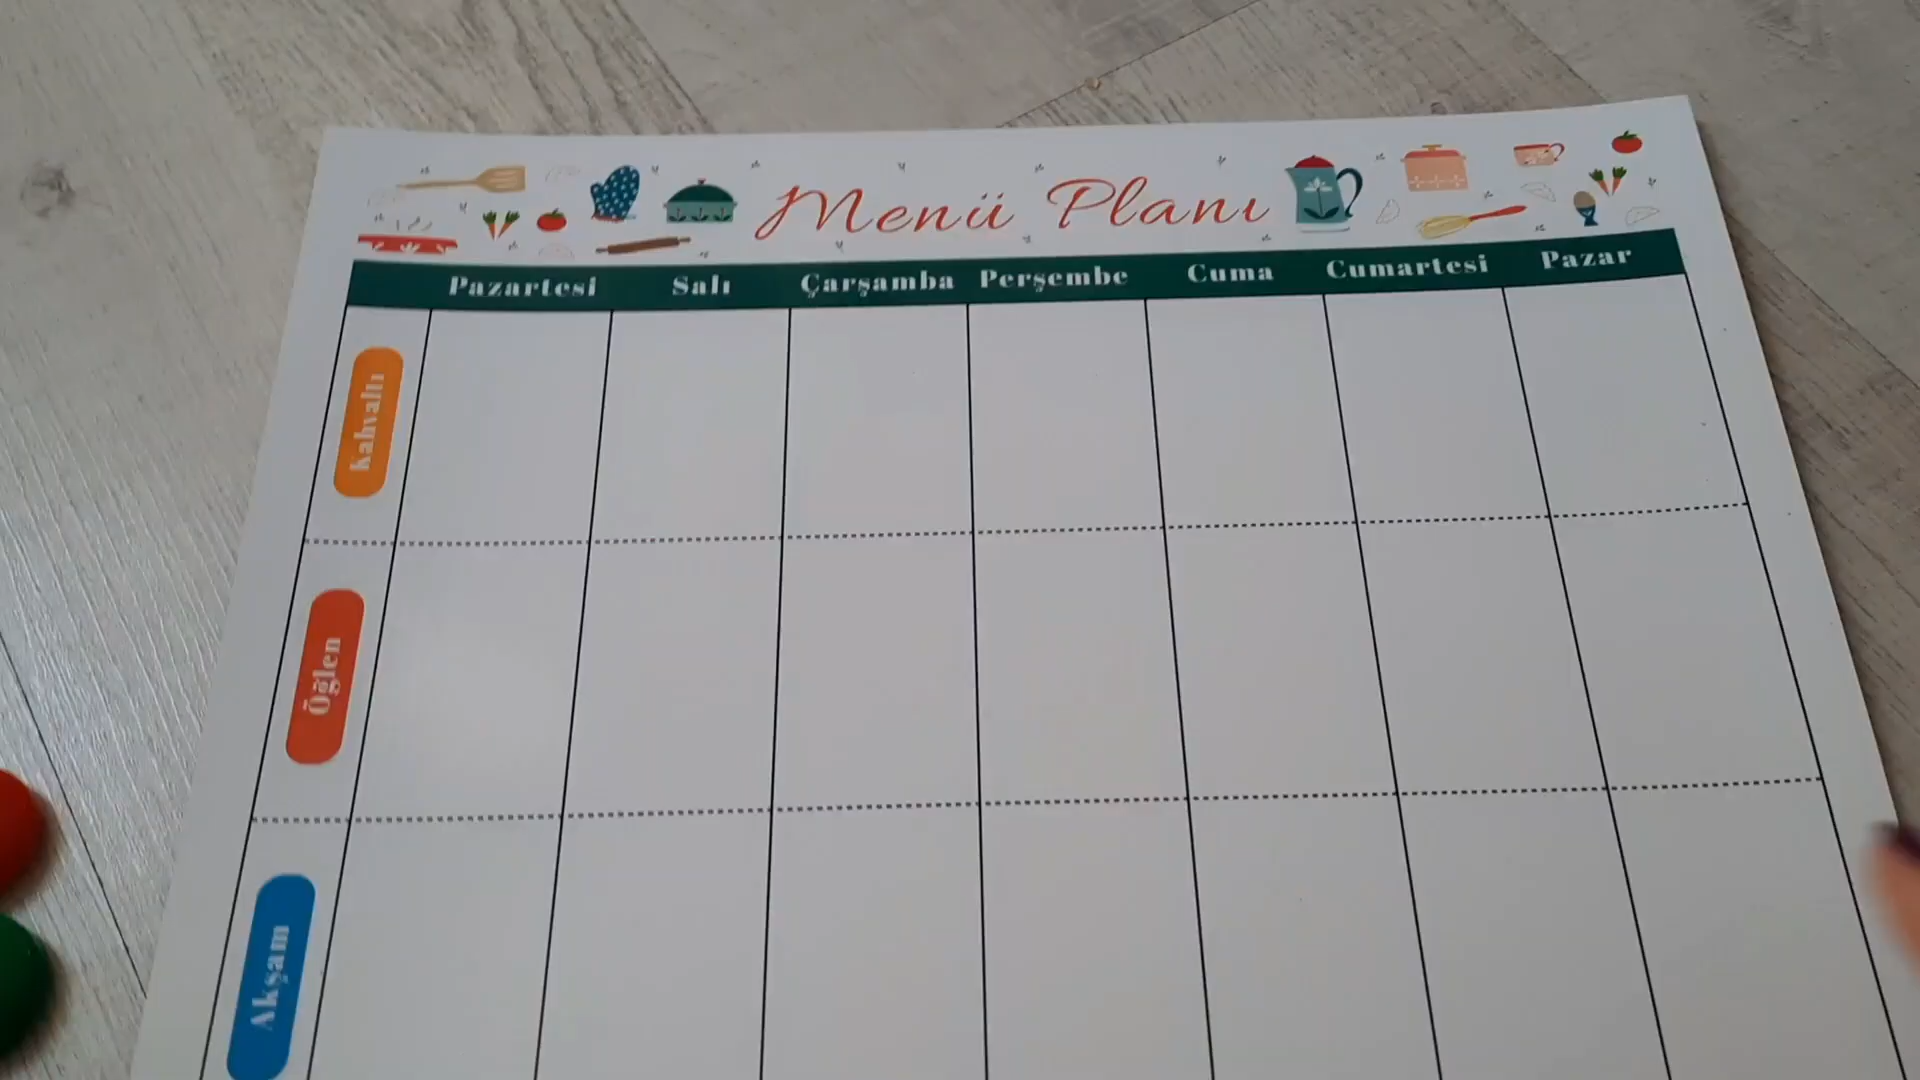 Menü Planı
Pazartesi Salı Çarşamba Perşembe Cuma Cumartesi Pazar
Kahvaltı
Öğlen
Akşam